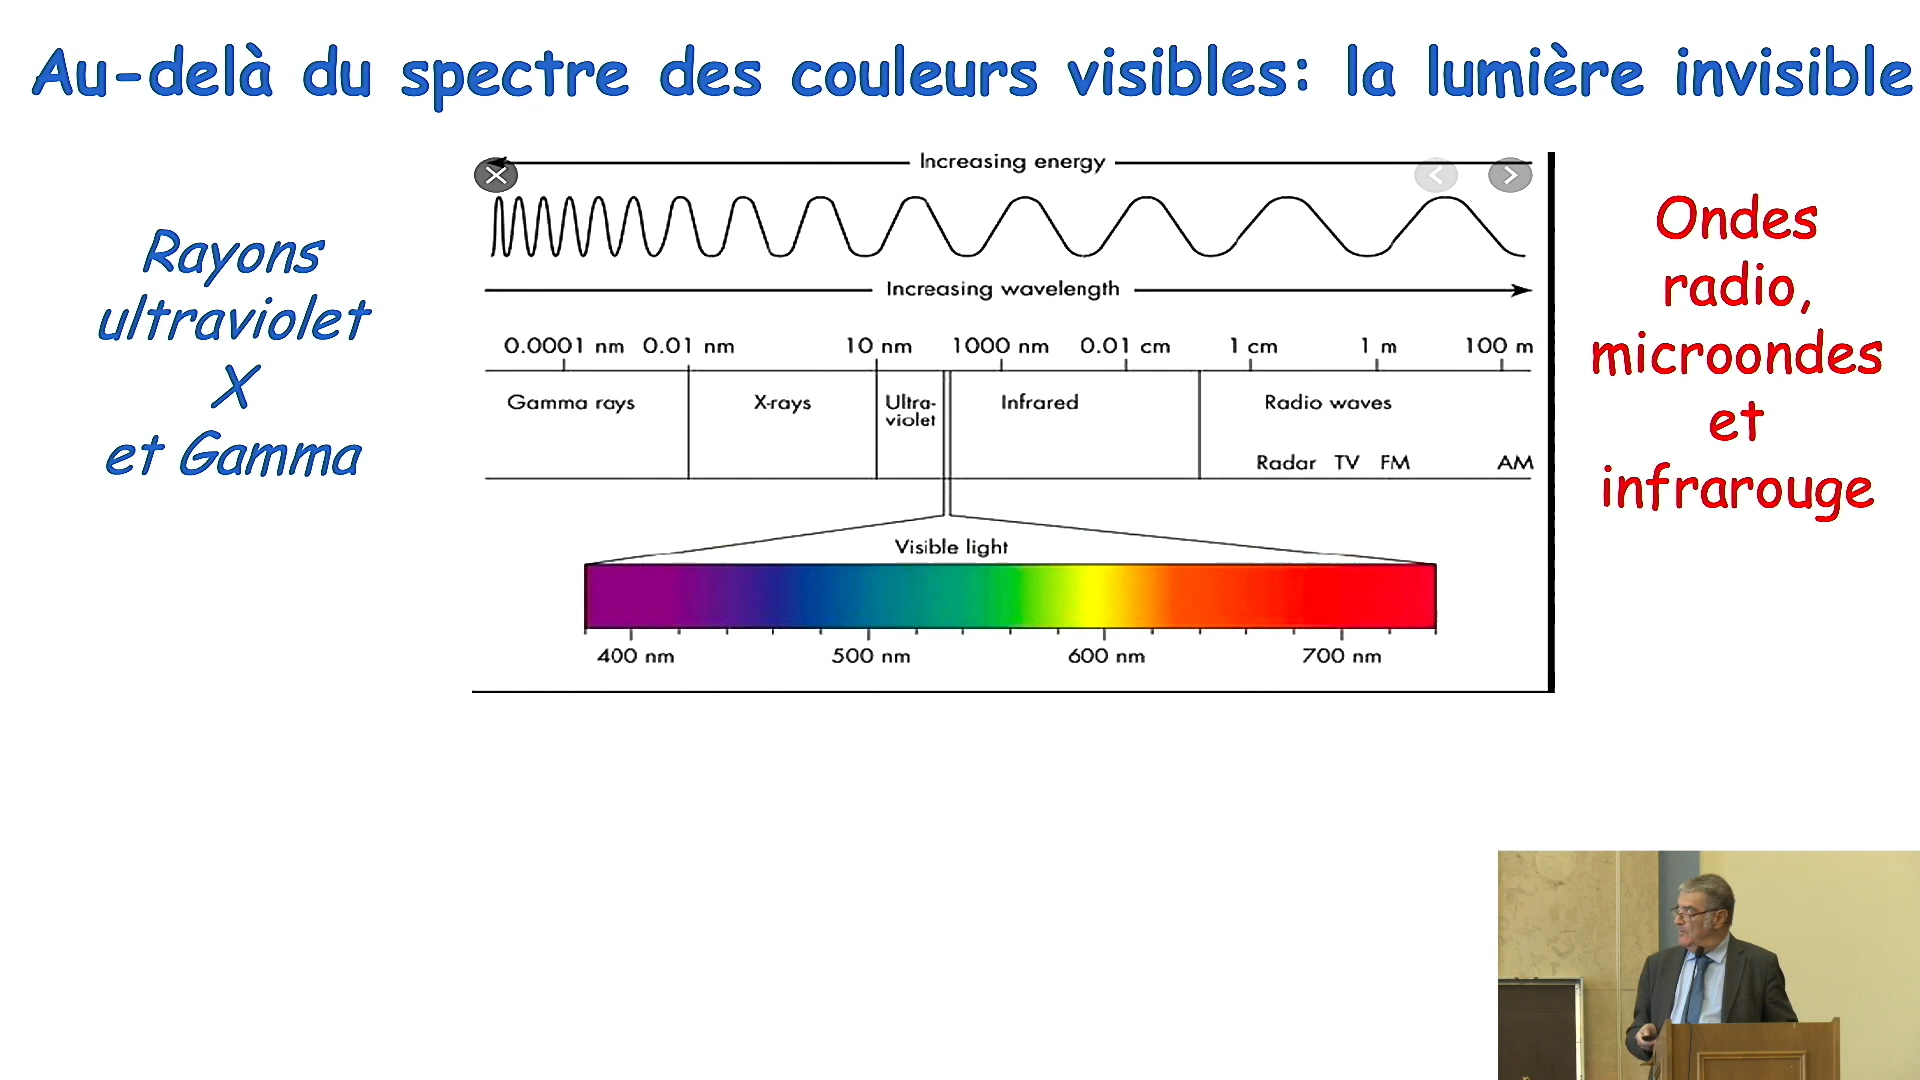 Au-delà du spectre des couleurs visibles: la lumière invisible
Rayons
ultraviolet
X
et Gamma
Increasing energy
Increasing wavelength
0.0001 nm 0.01 nm 10 nm 1000 nm 0.01 cm 1 cm 1 m 100 m
Gamma rays X-rays Ultra- Infrared Radio waves
violet
Radar TV FM AM
Visible light
400 nm 500 nm 600 nm 700 nm
Ondes
radio,
microondes
et
infrarouge